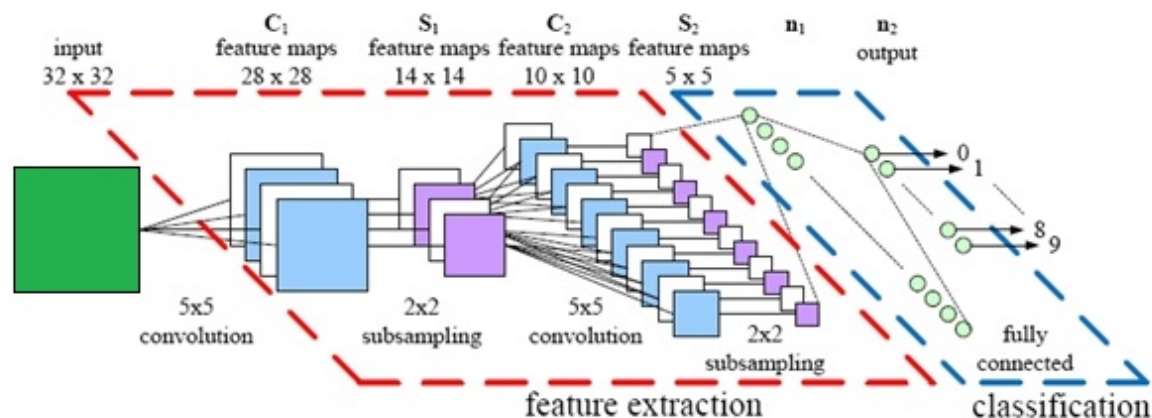 input
32 x 32
C1
feature maps
28 x 28
S1
feature maps
14 x 14
C2
feature maps
10 x 10
S2
feature maps
5 x 5
n1
n2
output
0
1
8
9
5x5
convolution
2x2
subsampling
5x5
convolution
2x2
subsampling
fully
connected
feature extraction
classification